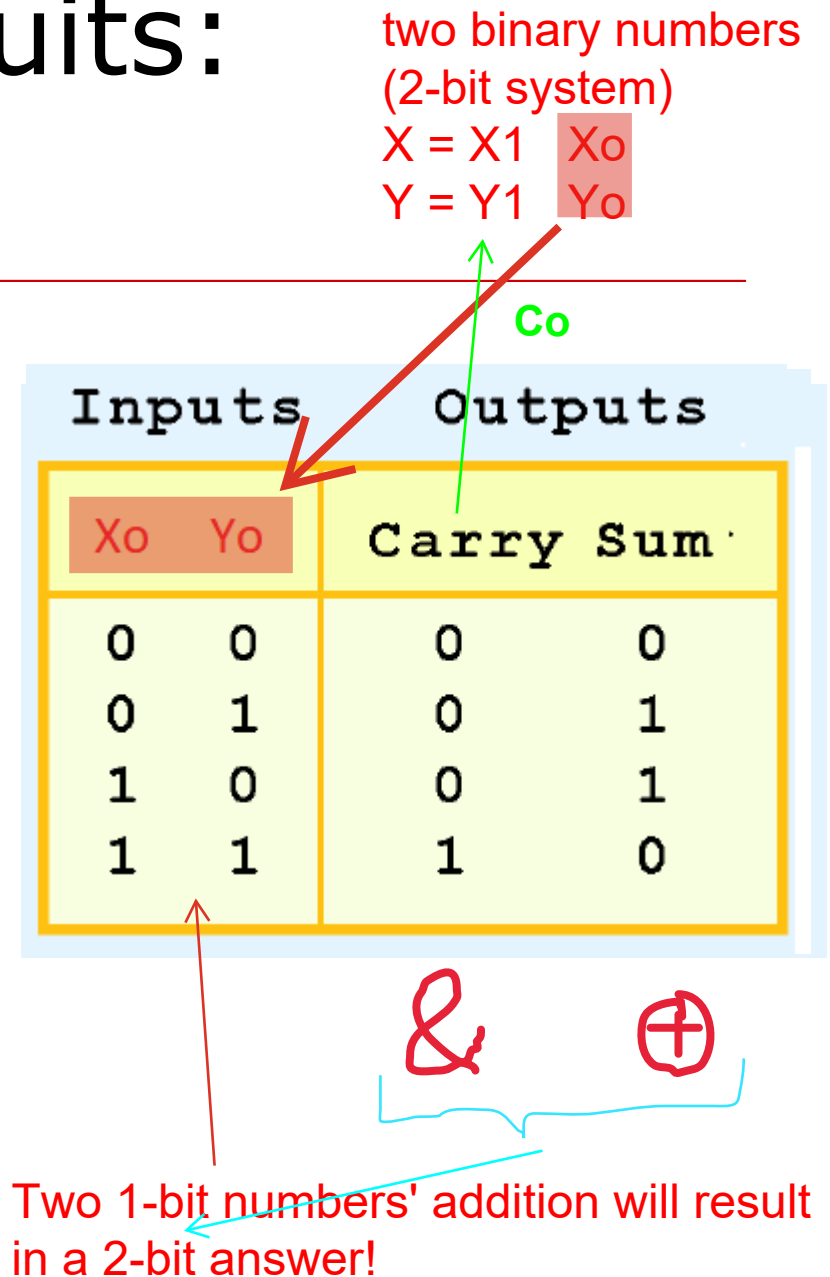 uits:
two binary numbers
(2-bit system)
X = X1 Xo
Y = Y1 Yo
Co
Inputs Outputs
Xo Yo Carry Sum
0 0 0 0
0 1 0 1
1 0 0 1
1 1 1 0
& ⊕
Two 1-bit numbers' addition will result
in a 2-bit answer!